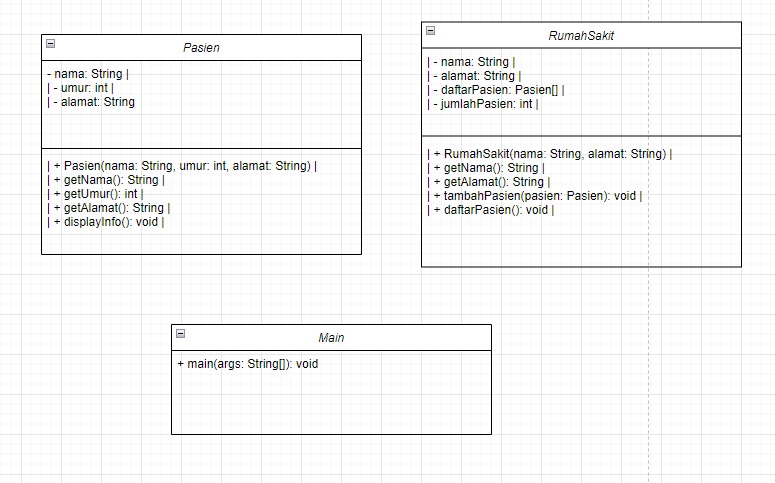 Pasien
- nama: String |
| - umur: int |
| - alamat: String
| + Pasien(nama: String, umur: int, alamat: String) |
| + getNama(): String |
| + getUmur(): int |
| + getAlamat(): String |
| + displayInfo(): void |
RumahSakit
| - nama: String |
| - alamat: String |
| - daftarPasien: Pasien[] |
| - jumlahPasien: int |
| + RumahSakit(nama: String, alamat: String) |
| + getNama(): String |
| + getAlamat(): String |
| + tambahPasien(pasien: Pasien): void |
| + daftarPasien(): void |
Main
+ main(args: String[]): void